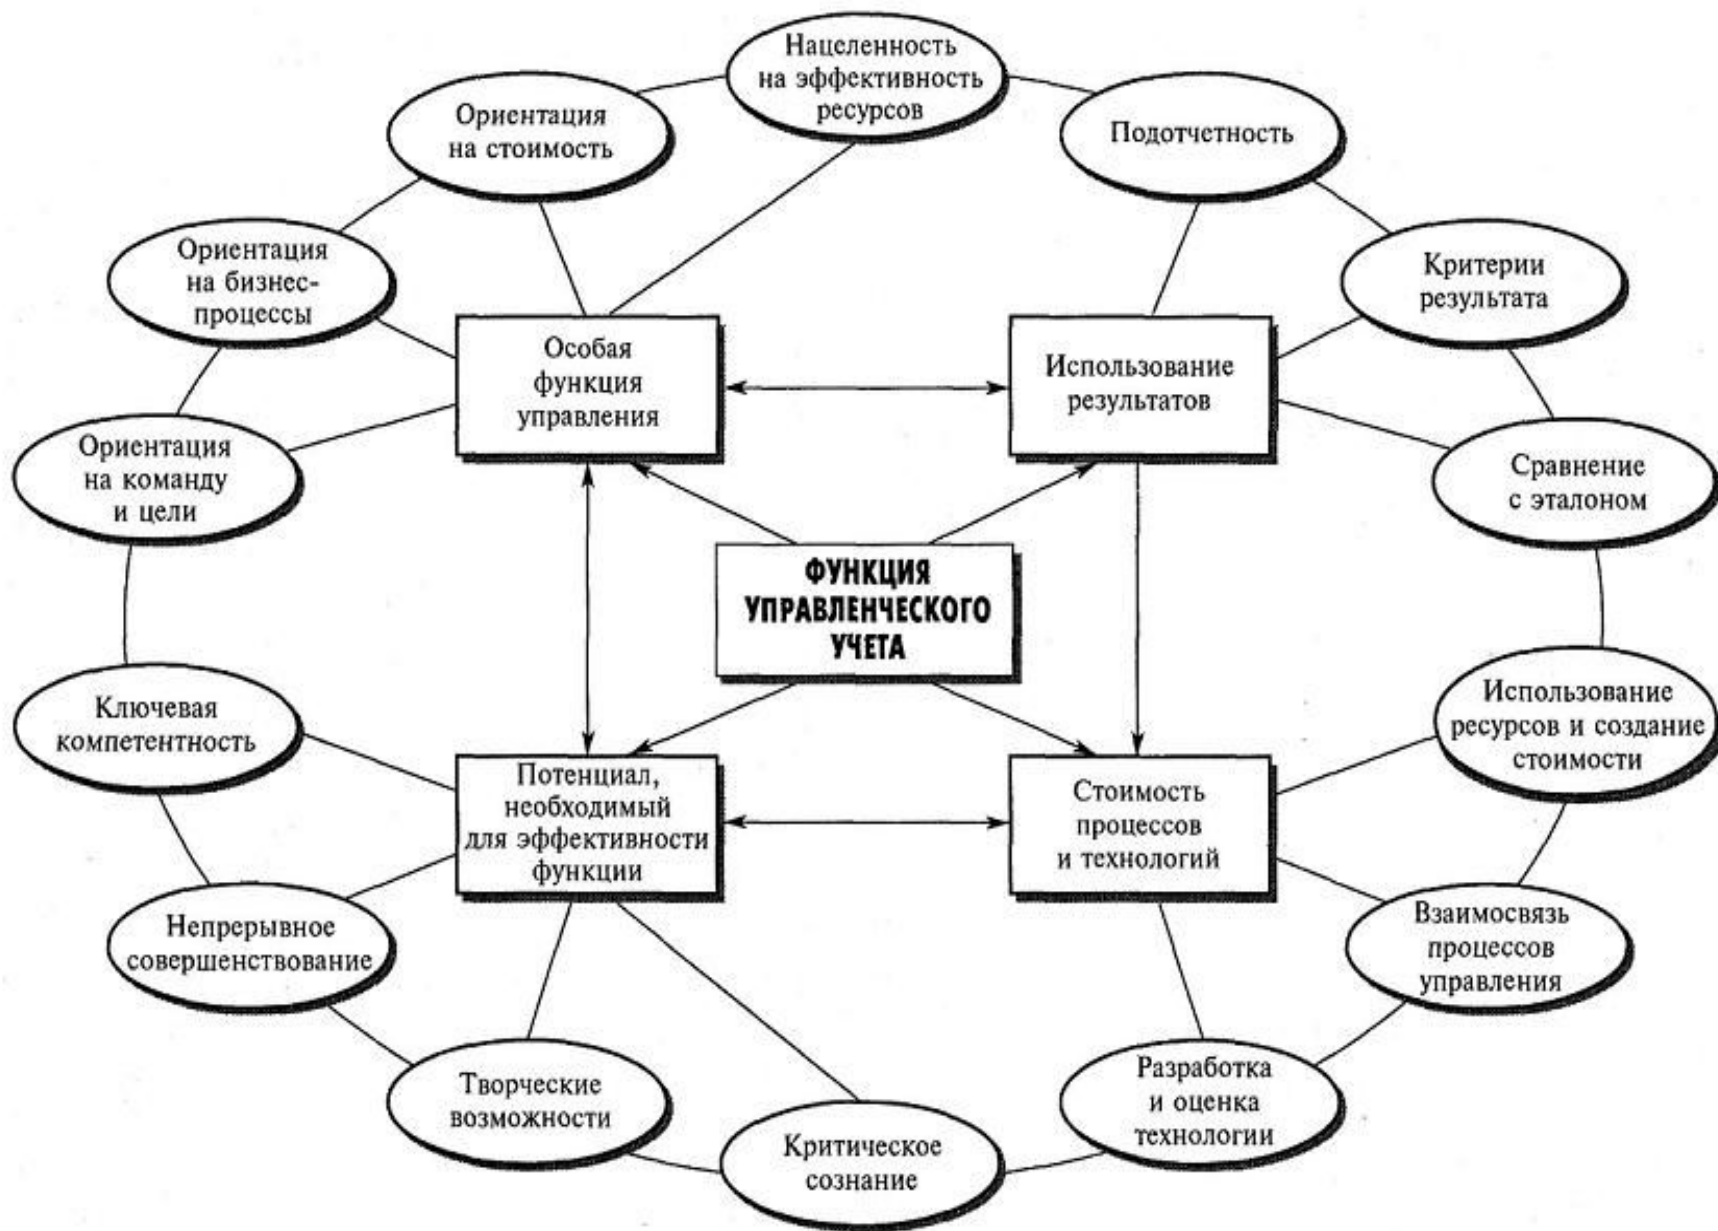 Нацеленность
на эффективность
ресурсов
Ориентация
на стоимость
Подотчетность
Ориентация
на бизнес-
процессы
Критерии
результата
Особая
функция
управления
Использование
результатов
Ориентация
на команду
и цели
Сравнение
с эталоном
ФУНКЦИЯ
УПРАВЛЕНЧЕСКОГО
УЧЕТА
Ключевая
компетентность
Использование
ресурсов и создание
стоимости
Потенциал,
необходимый
для эффективности
функции
Стоимость
процессов
и технологий
Непрерывное
совершенствование
Взаимосвязь
процессов
управления
Творческие
возможности
Разработка
и оценка
технологии
Критическое
сознание